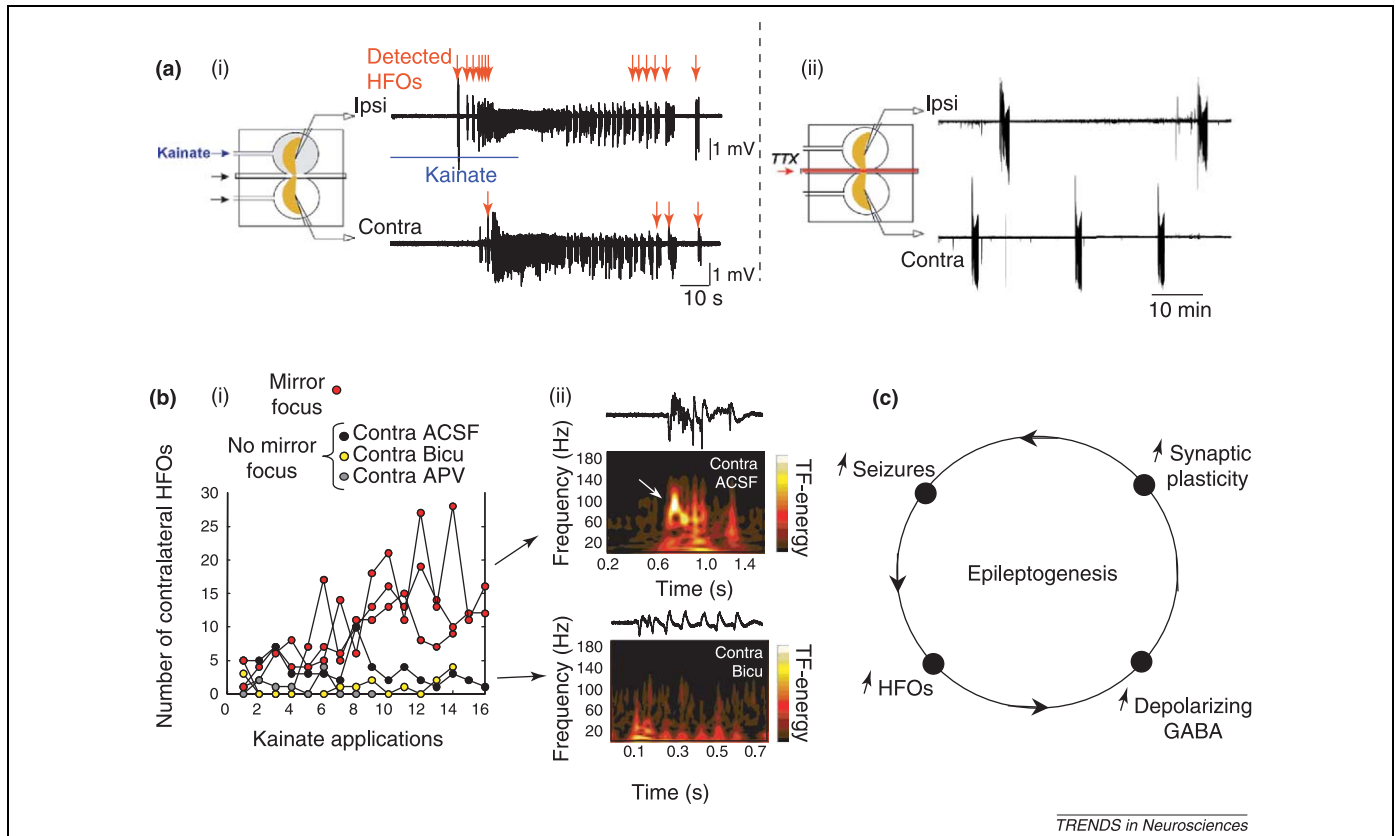 (a)
(i)
Detected
HFOs
Ipsi
Kainate
1 mV
Kainate
Contra
1 mV
10 s
(ii)
Ipsi
TTX
Contra
10 min
(b)
(i)
Mirror
focus
No mirror
focus
Contra ACSF
Contra Bicu
Contra APV
Number of contralateral HFOs
30
25
20
15
10
5
0
0 2 4 6 8 10 12 14 16
Kainate applications
(ii)
Frequency (Hz)
180
140
100
60
20
Contra
ACSF
TF-energy
0.2 0.6 1.0 1.4
Time (s)
Frequency (Hz)
180
140
100
60
20
Contra
Bicu
TF-energy
0.1 0.3 0.5 0.7
Time (s)
(c)
Seizures
Synaptic
plasticity
Epileptogenesis
HFOs
Depolarizing
GABA
TRENDS in Neurosciences